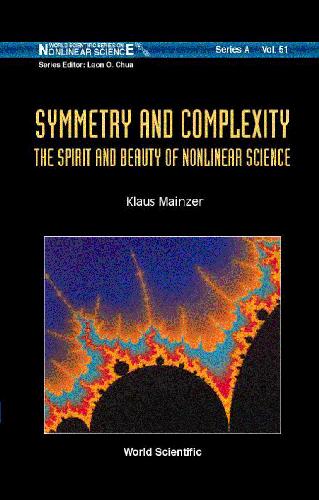 WORLD SCIENTIFIC SERIES ON
NONLINEAR SCIENCE
Series A Vol. 51
Series Editor: Leon O. Chua
SYMMETRY AND COMPLEXITY
THE SPIRIT AND BEAUTY OF NONLINEAR SCIENCE
Klaus Mainzer
World Scientific